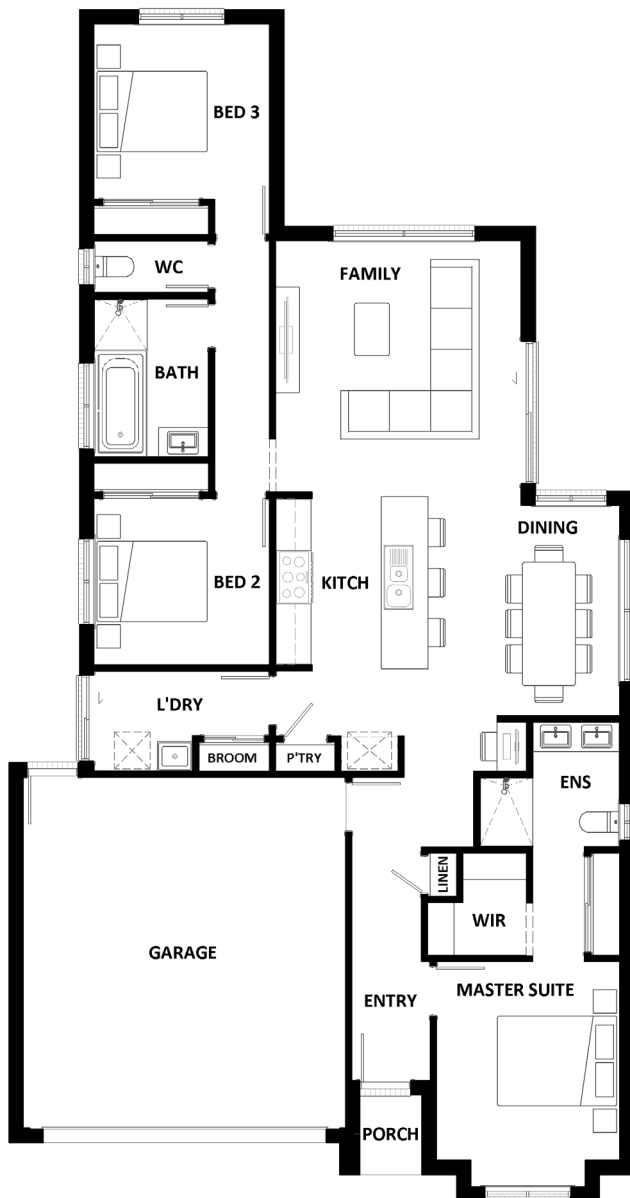 BED 3
WC
FAMILY
BATH
DINING
BED 2
KITCH
L'DRY
BROOM
P'TRY
ENS
LINEN
WIR
GARAGE
MASTER SUITE
ENTRY
PORCH